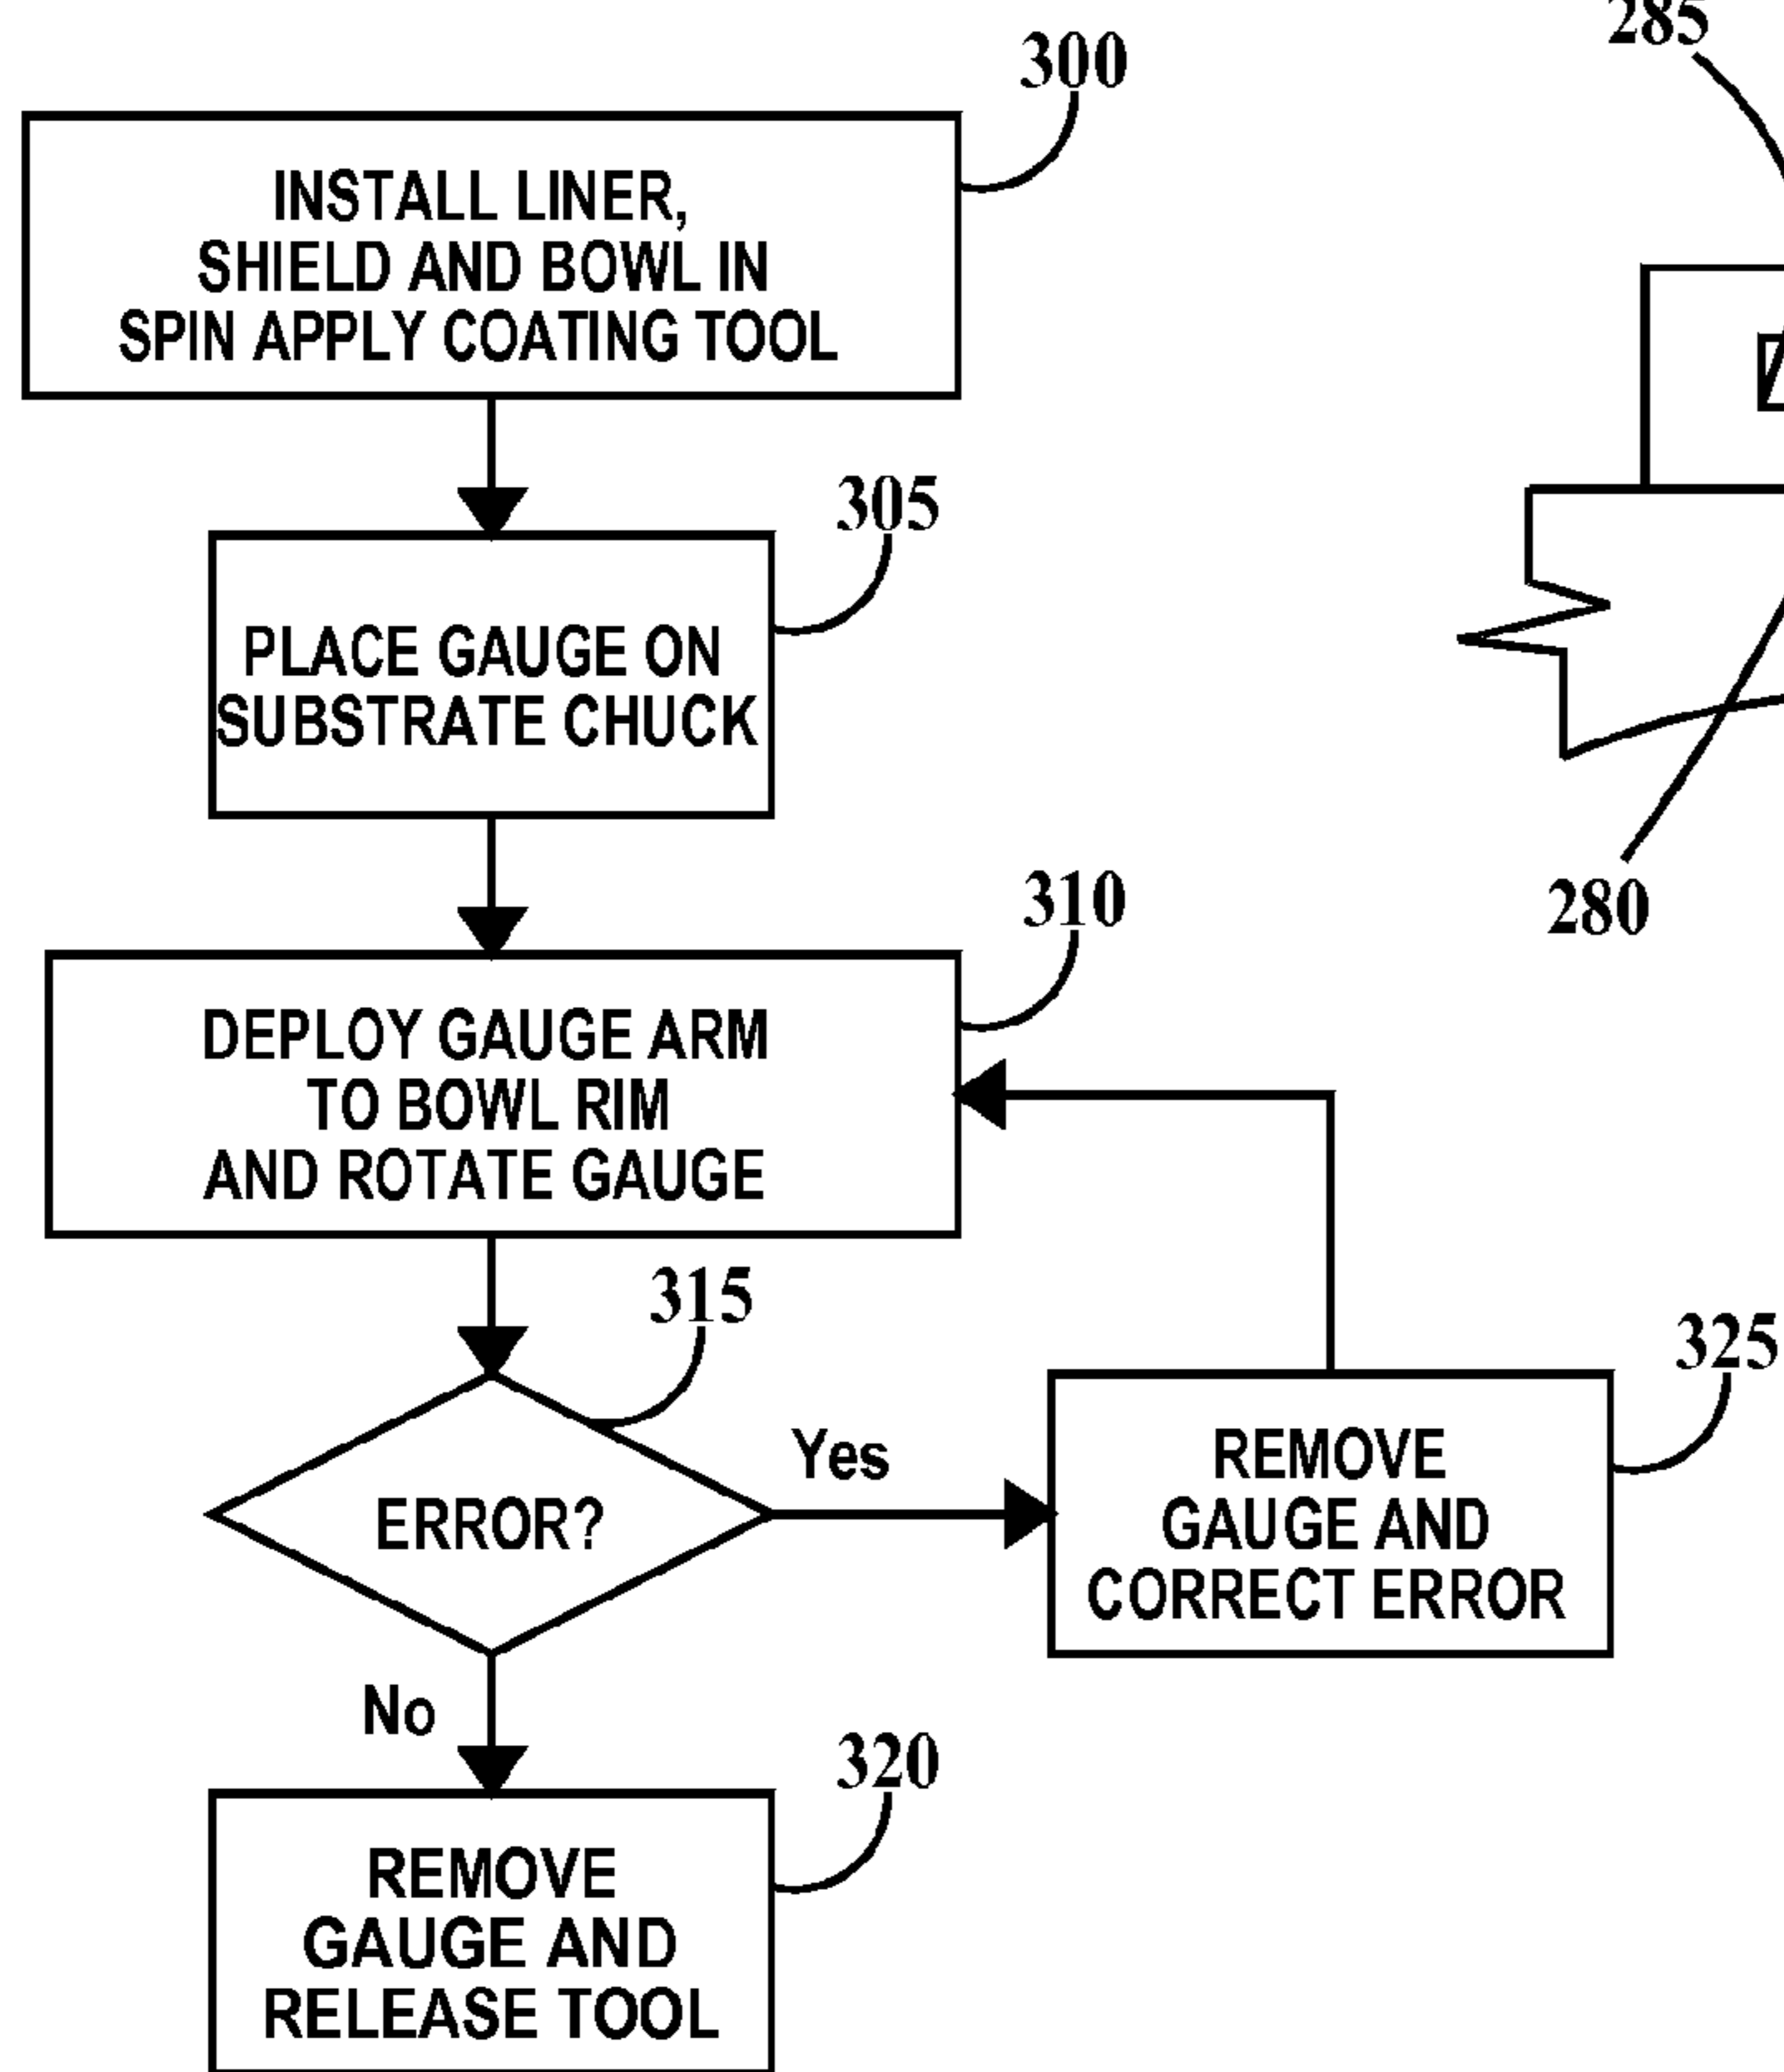 285
300
INSTALL LINER,
SHIELD AND BOWL IN
SPIN APPLY COATING TOOL
305
PLACE GAUGE ON
SUBSTRATE CHUCK
280
310
DEPLOY GAUGE ARM
TO BOWL RIM
AND ROTATE GAUGE
315
ERROR?
Yes
325
REMOVE
GAUGE AND
CORRECT ERROR
No
320
REMOVE
GAUGE AND
RELEASE TOOL